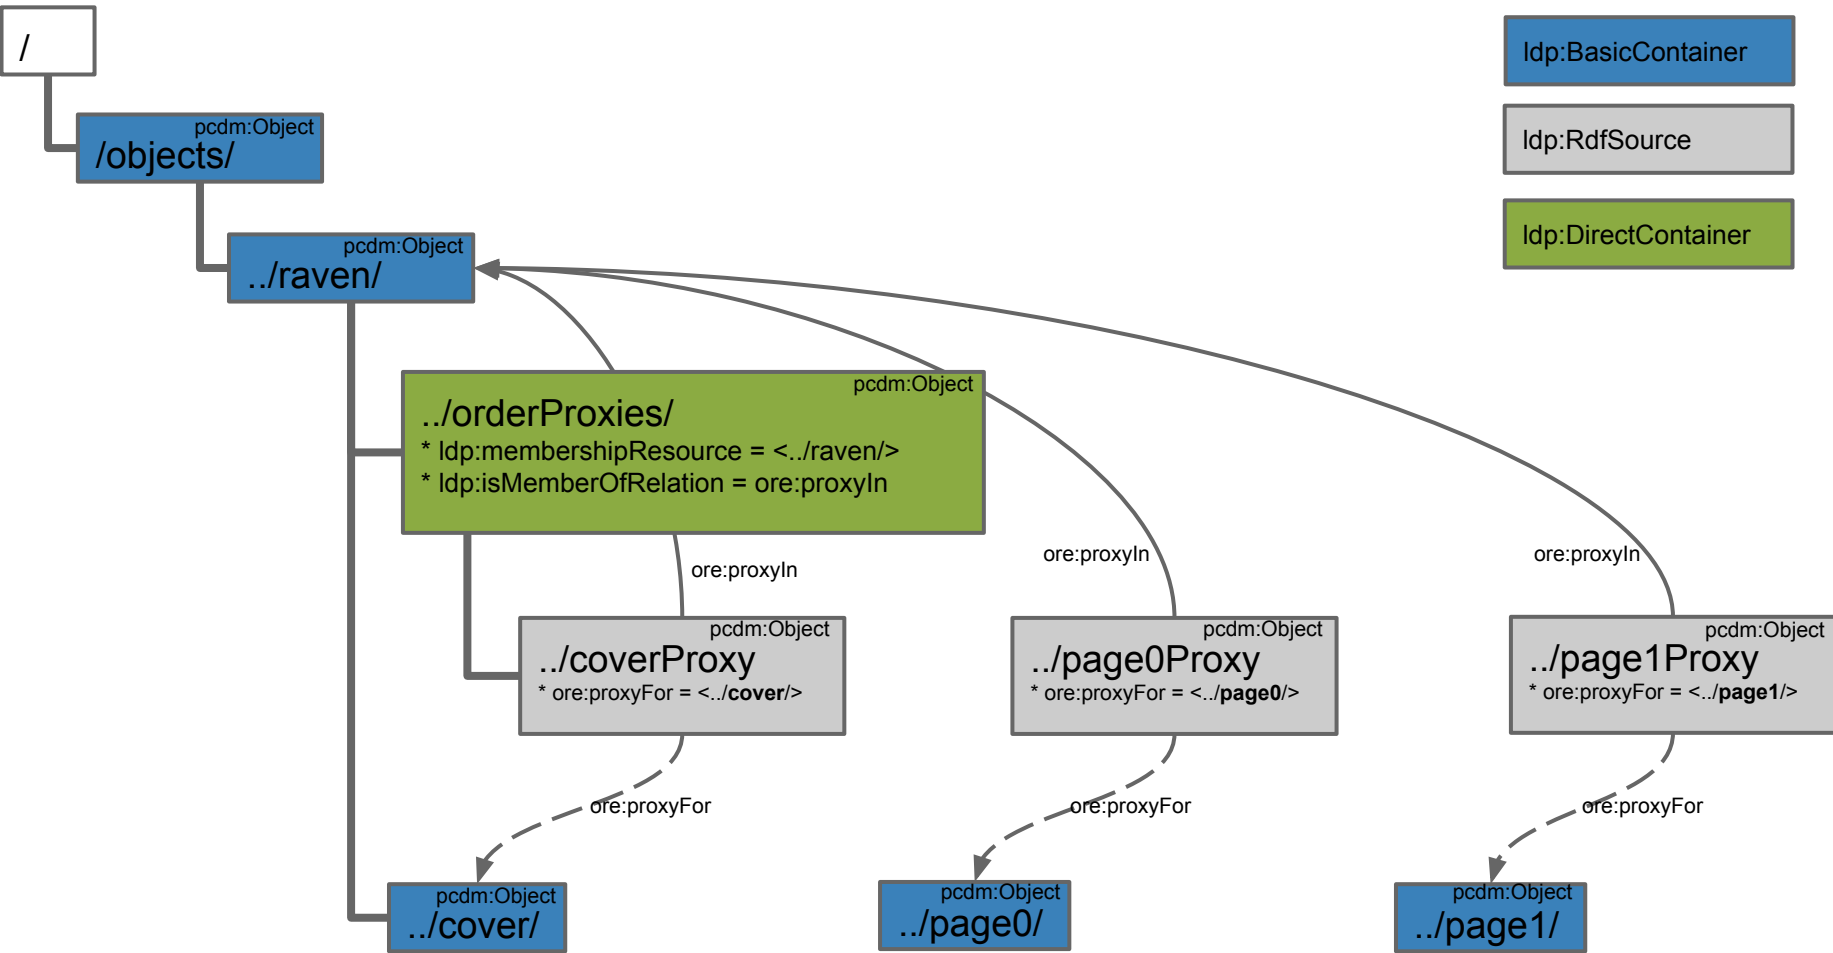 /
ldp:BasicContainer
pcdm:Object
/objects/
ldp:RdfSource
pcdm:Object
../raven/
ldp:DirectContainer
pcdm:Object
../orderProxies/
* ldp:membershipResource = <../raven/>
* ldp:isMemberOfRelation = ore:proxyIn
ore:proxyIn
ore:proxyIn
ore:proxyIn
pcdm:Object
../coverProxy
* ore:proxyFor = <../cover/>
pcdm:Object
../page0Proxy
* ore:proxyFor = <../page0/>
pcdm:Object
../page1Proxy
* ore:proxyFor = <../page1/>
ore:proxyFor
ore:proxyFor
ore:proxyFor
pcdm:Object
../cover/
pcdm:Object
../page0/
pcdm:Object
../page1/